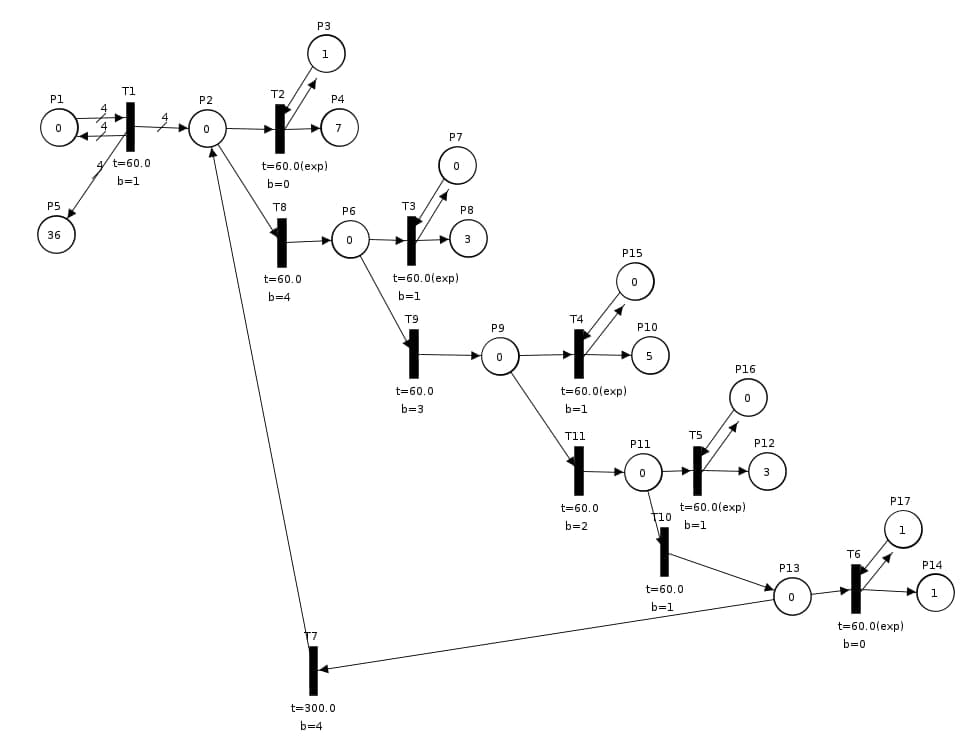 P3
1
P1
0
4
4
T1
t=60.0
b=1
4
4
P2
0
T2
t=60.0(exp)
b=0
P4
7
P5
36
P7
0
T8
t=60.0
b=4
P6
0
T3
t=60.0(exp)
b=1
P8
3
P15
0
T9
t=60.0
b=3
P9
0
T4
t=60.0(exp)
b=1
P10
5
P16
0
T11
t=60.0
b=2
P11
0
T5
t=60.0(exp)
b=1
P12
3
P17
1
T10
t=60.0
b=1
P13
0
T6
t=60.0(exp)
b=0
P14
1
T7
t=300.0
b=4